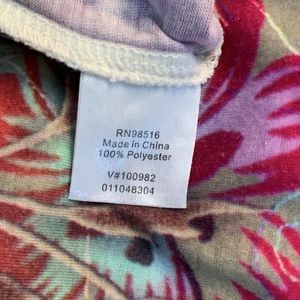 RN98516
Made in China
100% Polyester
V#100982
011048304